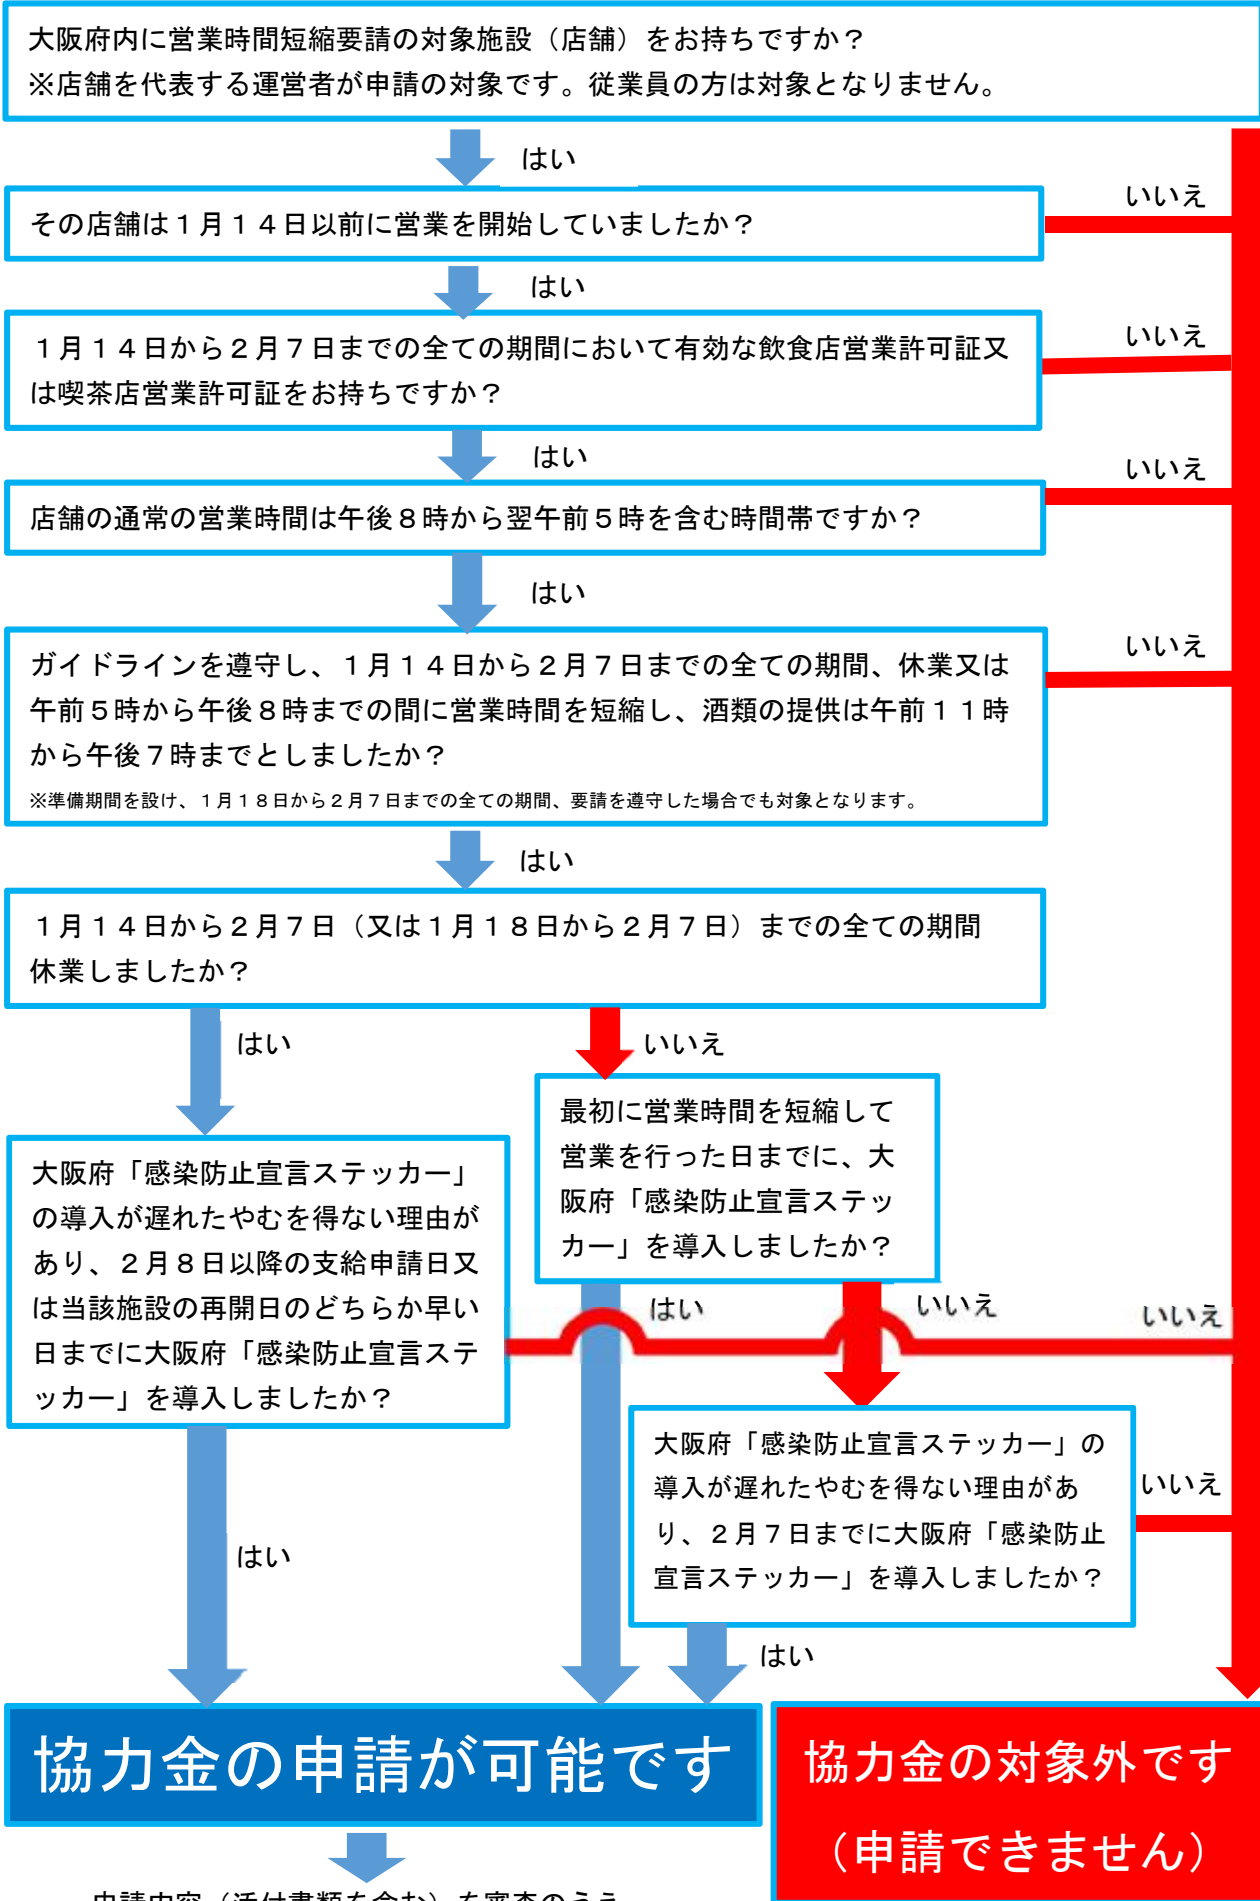 大阪府内に営業時間短縮要請の対象施設（店舗）をお持ちですか？
※店舗を代表する運営者が申請の対象です。従業員の方は対象となりません。
はい
いいえ
その店舗は１月１４日以前に営業を開始していましたか？
はい
いいえ
１月１４日から２月７日までの全ての期間において有効な飲食店営業許可証又
は喫茶店営業許可証をお持ちですか？
はい
いいえ
店舗の通常の営業時間は午後８時から翌午前５時を含む時間帯ですか？
はい
いいえ
ガイドラインを遵守し、１月１４日から２月７日までの全ての期間、休業又は
午前５時から午後８時までの間に営業時間を短縮し、酒類の提供は午前１１時
から午後７時までとしましたか？
※準備期間を設け、１月１８日から２月７日までの全ての期間、要請を遵守した場合でも対象となります。
はい
１月１４日から２月７日（又は１月１８日から２月７日）までの全ての期間
休業しましたか？
はい
いいえ
最初に営業時間を短縮して
営業を行った日までに、大
阪府「感染防止宣言ステッ
カー」を導入しましたか？
大阪府「感染防止宣言ステッカー」
の導入が遅れたやむを得ない理由が
あり、２月８日以降の支給申請日又
は当該施設の再開日のどちらか早い
日までに大阪府「感染防止宣言ステ
ッカー」を導入しましたか？
はい
いいえ
いいえ
大阪府「感染防止宣言ステッカー」の
導入が遅れたやむを得ない理由があ
り、２月７日までに大阪府「感染防止
宣言ステッカー」を導入しましたか？
いいえ
はい
はい
協力金の申請が可能です
協力金の対象外です
（申請できません）